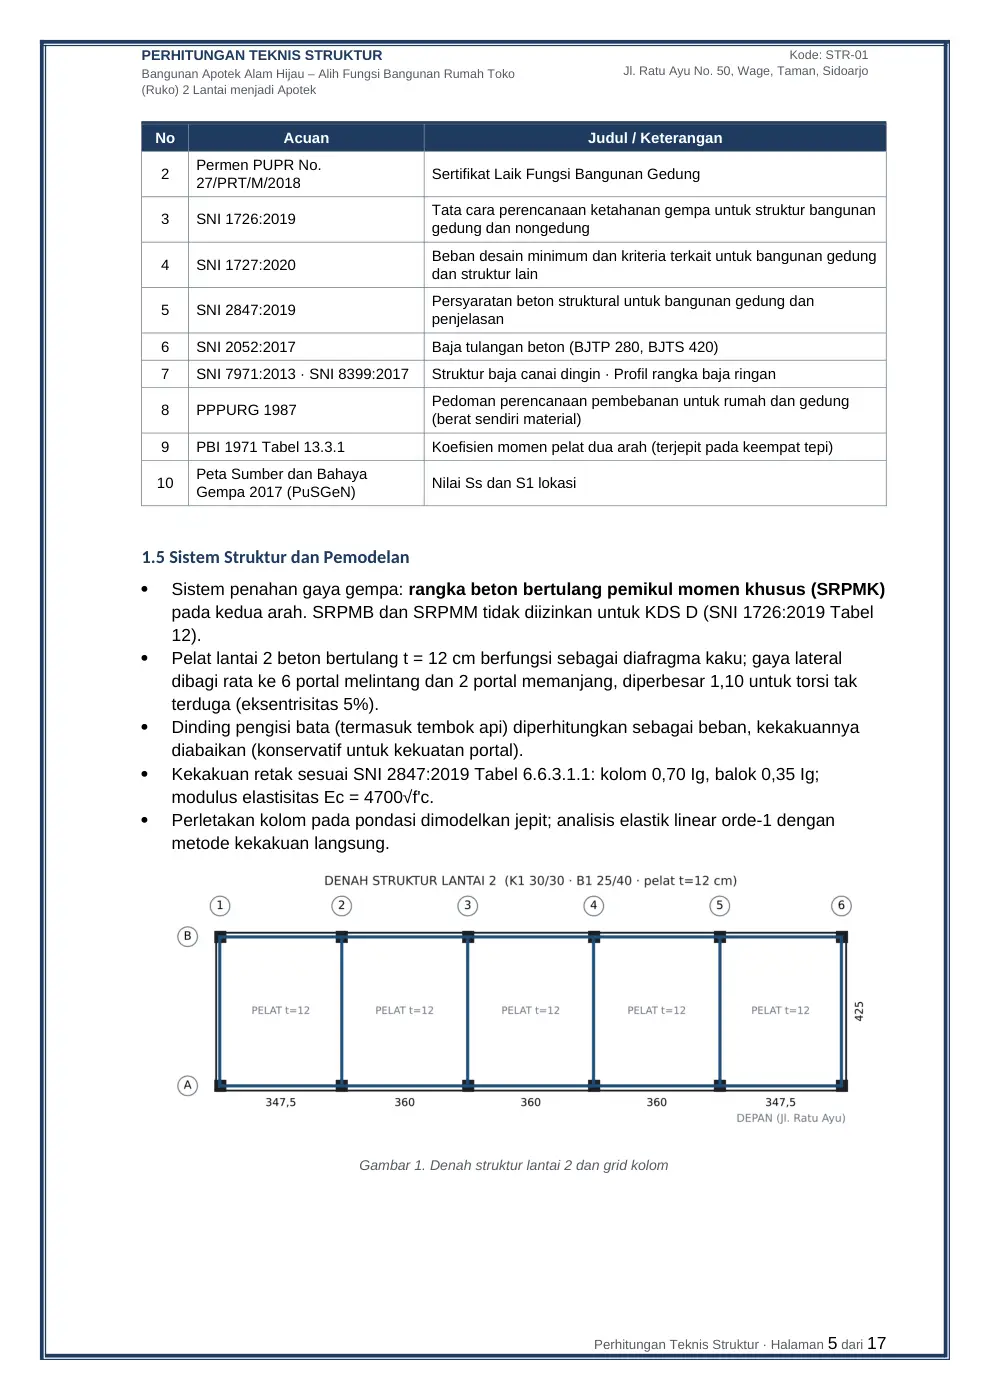 PERHITUNGAN TEKNIS STRUKTUR
Bangunan Apotek Alam Hijau – Alih Fungsi Bangunan Rumah Toko
(Ruko) 2 Lantai menjadi Apotek
Kode: STR-01
Jl. Ratu Ayu No. 50, Wage, Taman, Sidoarjo
No Acuan Judul / Keterangan
2 Permen PUPR No. 27/PRT/M/2018 Sertifikat Laik Fungsi Bangunan Gedung
3 SNI 1726:2019 Tata cara perencanaan ketahanan gempa untuk struktur bangunan
gedung dan nongedung
4 SNI 1727:2020 Beban desain minimum dan kriteria terkait untuk bangunan gedung
dan struktur lain
5 SNI 2847:2019 Persyaratan beton struktural untuk bangunan gedung dan
penjelasan
6 SNI 2052:2017 Baja tulangan beton (BJTP 280, BJTS 420)
7 SNI 7971:2013 · SNI 8399:2017 Struktur baja canai dingin · Profil rangka baja ringan
8 PPPURG 1987 Pedoman perencanaan pembebanan untuk rumah dan gedung
(berat sendiri material)
9 PBI 1971 Tabel 13.3.1 Koefisien momen pelat dua arah (terjepit pada keempat tepi)
10 Peta Sumber dan Bahaya
Gempa 2017 (PuSGeN) Nilai Ss dan S1 lokasi
1.5 Sistem Struktur dan Pemodelan
• Sistem penahan gaya gempa: rangka beton bertulang pemikul momen khusus (SRPMK)
pada kedua arah. SRPMB dan SRPMM tidak diizinkan untuk KDS D (SNI 1726:2019 Tabel
12).
• Pelat lantai 2 beton bertulang t = 12 cm berfungsi sebagai diafragma kaku; gaya lateral
dibagi rata ke 6 portal melintang dan 2 portal memanjang, diperbesar 1,10 untuk torsi tak
terduga (eksentrisitas 5%).
• Dinding pengisi bata (termasuk tembok api) diperhitungkan sebagai beban, kekakuannya
diabaikan (konservatif untuk kekuatan portal).
• Kekakuan retak sesuai SNI 2847:2019 Tabel 6.6.3.1.1: kolom 0,70 Ig, balok 0,35 Ig;
modulus elastisitas Ec = 4700√f'c.
• Perletakan kolom pada pondasi dimodelkan jepit; analisis elastik linear orde-1 dengan
metode kekakuan langsung.
DENAH STRUKTUR LANTAI 2 (K1 30/30 · B1 25/40 · pelat t=12 cm)
1 2 3 4 5 6
B
PELAT t=12 PELAT t=12 PELAT t=12 PELAT t=12 PELAT t=12
425
A
347,5 360 360 360 347,5
DEPAN (Jl. Ratu Ayu)
Gambar 1. Denah struktur lantai 2 dan grid kolom
Perhitungan Teknis Struktur · Halaman 5 dari 17